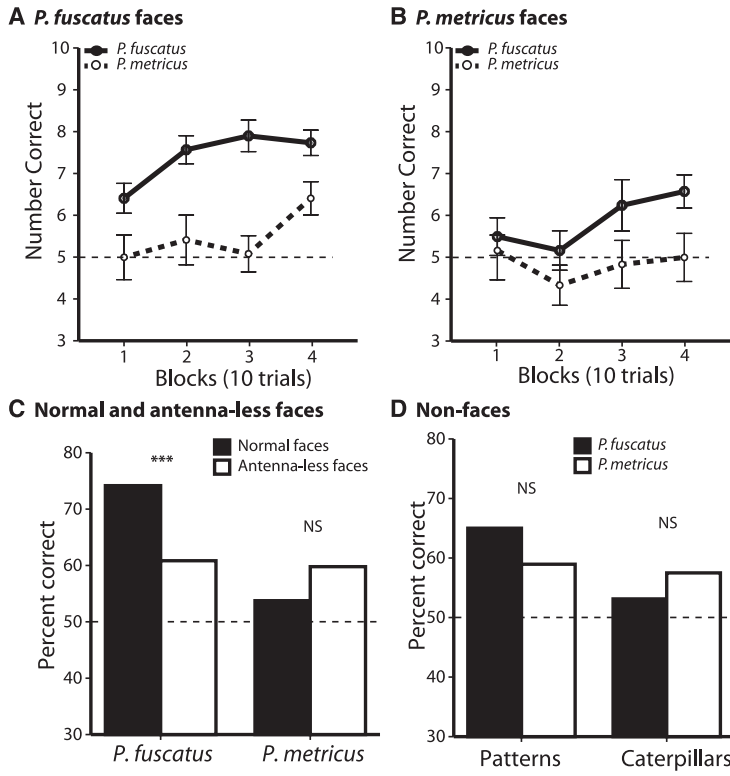 A P. fuscatus faces
P. fuscatus
P. metricus
10
9
8
7
6
5
4
3
Number Correct
1 2 3 4
Blocks (10 trials)
B P. metricus faces
P. fuscatus
P. metricus
10
9
8
7
6
5
4
3
Number Correct
1 2 3 4
Blocks (10 trials)
C Normal and antenna-less faces
Normal faces
Antenna-less faces
80
70
60
50
40
30
Percent correct
***
NS
P. fuscatus P. metricus
D Non-faces
P. fuscatus
P. metricus
80
70
60
50
40
30
Percent correct
NS
NS
Patterns Caterpillars